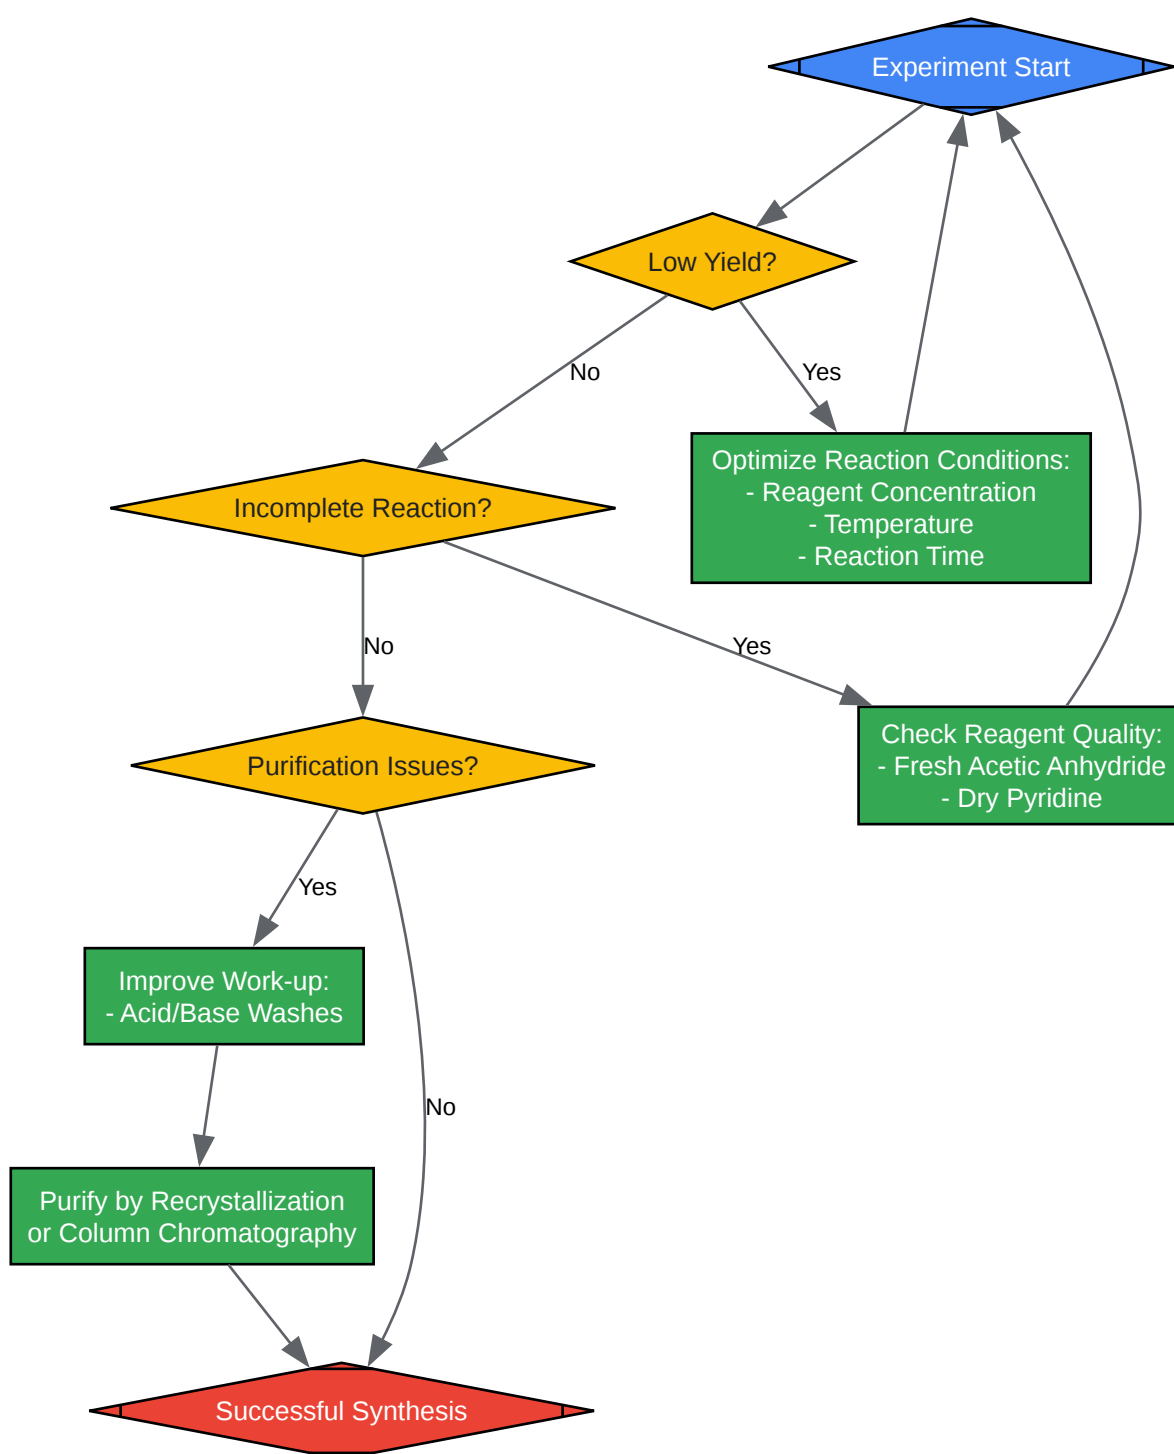 Experiment Start
Low Yield?
No
Yes
Optimize Reaction Conditions:
- Reagent Concentration
- Temperature
- Reaction Time
Incomplete Reaction?
No
Yes
Check Reagent Quality:
- Fresh Acetic Anhydride
- Dry Pyridine
Purification Issues?
Yes
Improve Work-up:
- Acid/Base Washes
No
Purify by Recrystallization
or Column Chromatography
Successful Synthesis